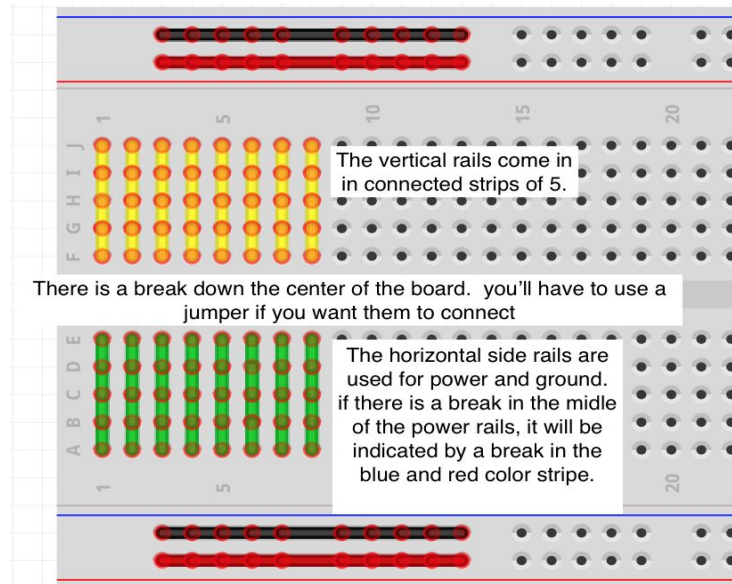 1 5 10 15 20
J
I
The vertical rails come in
in connected strips of 5.
H
G
F
There is a break down the center of the board.  you'll have to use a
jumper if you want them to connect
E
D
C
B
A
The horizontal side rails are
used for power and ground.
if there is a break in the midle
of the power rails, it will be
indicated by a break in the
blue and red color stripe.
1 5 20